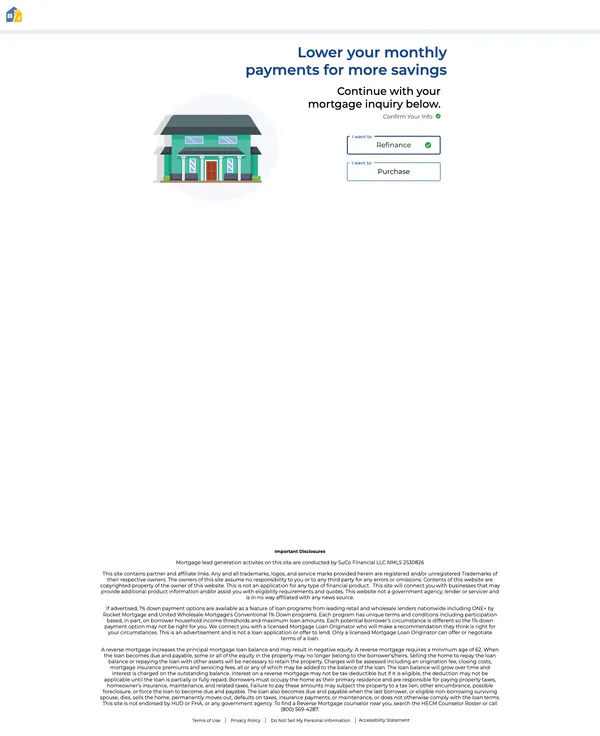 Lower your monthly
payments for more savings
Continue with your
mortgage inquiry below.
Confirm Your Info
I want to
Refinance
I want to
Purchase
Important Disclosures
Mortgage lead generation activites on this site are conducted by SuCo Financial LLC NMLS 2530826
This site contains partner and affiliate links. Any and all trademarks, logos, and service marks provided herein are registered and/or unregistered Trademarks of
their respective owners. The owners of this site assume no responsibility to you or to any third party for any errors or omissions. Contents of this website are
copyrighted property of the owner of this website. This is not an application for any type of financial product. This site will connect you with businesses that may
provide additional product information and/or assist you with eligibility requirements and quotes. This website not a government agency, lender or servicer and
is in no way affiliated with any news source.
If advertised, 1% down payment options are available as a feature of loan programs from leading retail and wholesale lenders nationwide including ONE+ by
Rocket Mortgage and United Wholesale Mortgage's Conventional 1% Down programs. Each program has unique terms and conditions including participation
based, in part, on borrower household income thresholds and maximum loan amounts. Each potential borrower's circumstance is different so the 1% down
payment option may not be right for you. We connect you with a licensed Mortgage Loan Originator who will make a recommendation they think is right for
your circumstances. This is an advertisement and is not a loan application or offer to lend. Only a licensed Mortgage Loan Originator can offer or negotiate
terms of a loan.
A reverse mortgage increases the principal mortgage loan balance and may result in negative equity. A reverse mortgage requires a minimum age of 62. When
the loan becomes due and payable, some or all of the equity in the property may no longer belong to the borrowers/heirs. Selling the home to repay the loan
balance or repaying the loan with other assets will be necessary to retain the property. Charges will be assessed including an origination fee, closing costs,
mortgage insurance premiums and servicing fees, all or any of which may be added to the balance of the loan. The loan balance will grow over time and
interest is charged on the outstanding balance. Interest on a reverse mortgage may not be tax deductible but if it is eligible, the deduction may not be
applicable until the loan is partially or fully repaid. Borrowers must occupy the home as their primary residence and are responsible for paying property taxes,
homeowner's insurance, maintenance, and related taxes. Failure to pay these amounts may subject the property to a tax lien, other encumbrance, possible
foreclosure, or force the loan to become due and payable. The loan also becomes due and payable when the last borrower, or eligible non-borrowing surviving
spouse, dies, sells the home, permanently moves out, defaults on taxes, insurance payments, or maintenance, or does not otherwise comply with the loan terms.
This site is not endorsed by HUD or FHA, or any government agency. To find a Reverse Mortgage counselor near you, search the HECM Counselor Roster or call
(800) 569-4287.
Terms of Use | Privacy Policy | Do Not Sell My Personal Information | Accessibility Statement